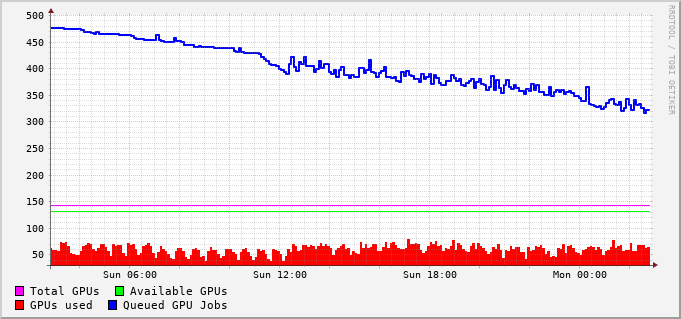 500
450
400
350
300
250
200
150
100
50
Sun 06:00 Sun 12:00 Sun 18:00 Mon 00:00
Total GPUs Available GPUs
GPUs used Queued GPU Jobs
RRDTOOL / TOBI OETIKER